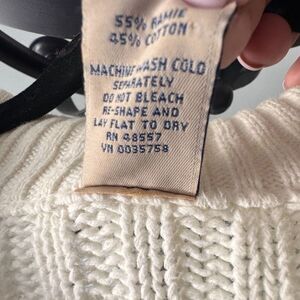 55% RAMIE
45% COTTON
MACHINE WASH COLD
SEPARATELY
DO NOT BLEACH
RE-SHAPE AND
LAY FLAT TO DRY
RN 48557
VN 0035758